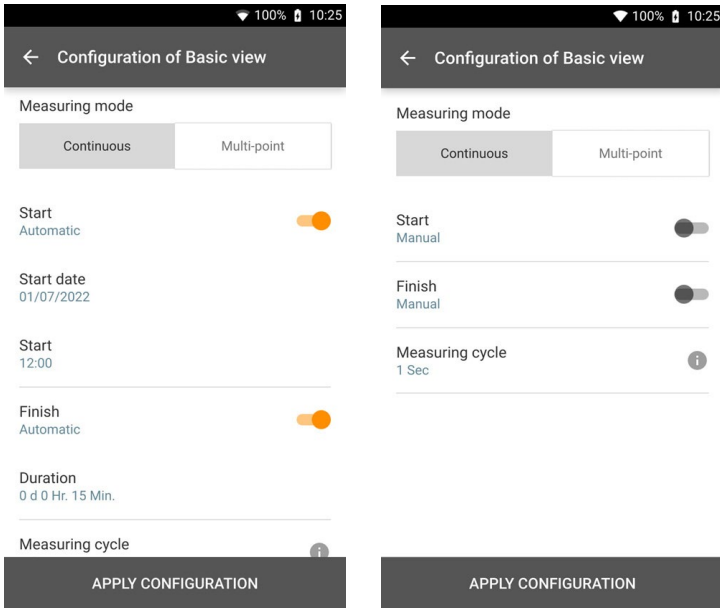 100% 10:25
Configuration of Basic view
Measuring mode
Continuous Multi-point
Start
Automatic
Start date
01/07/2022
Start
12:00
Finish
Automatic
Duration
0 d 0 Hr. 15 Min.
Measuring cycle
APPLY CONFIGURATION
100% 10:25
Configuration of Basic view
Measuring mode
Continuous Multi-point
Start
Manual
Finish
Manual
Measuring cycle
1 Sec
APPLY CONFIGURATION